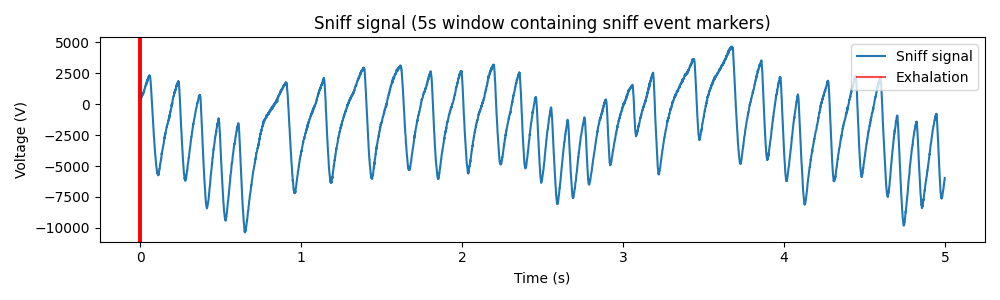 Sniff signal (5s window containing sniff event markers)
Voltage (V)
5000
2500
0
−2500
−5000
−7500
−10000
Sniff signal
Exhalation
0 1 2 3 4 5
Time (s)